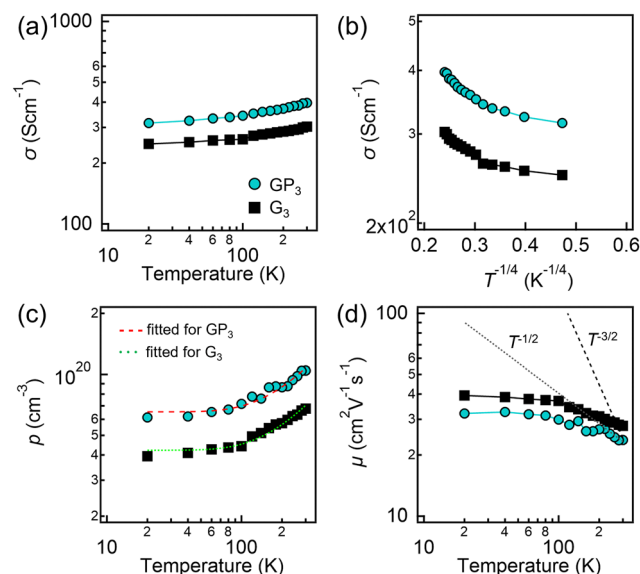 (a)
1000
6
5
4
3
2
100
σ (Scm⁻¹)
GP₃
G₃
10
2
4
6
8
100
2
Temperature (K)
(b)
5
4
3
2x10²
σ (Scm⁻¹)
0.2
0.3
0.4
0.5
0.6
T⁻¹/⁴ (K⁻¹/⁴)
(c)
2
10²⁰
8
6
5
4
3
2
p (cm⁻³)
fitted for GP₃
fitted for G₃
10
2
4
6
8
100
2
Temperature (K)
(d)
100
6
5
4
3
2
10
μ (cm² V⁻¹ s⁻¹)
T⁻¹/²
T⁻³/²
10
2
4
6
8
100
2
Temperature (K)